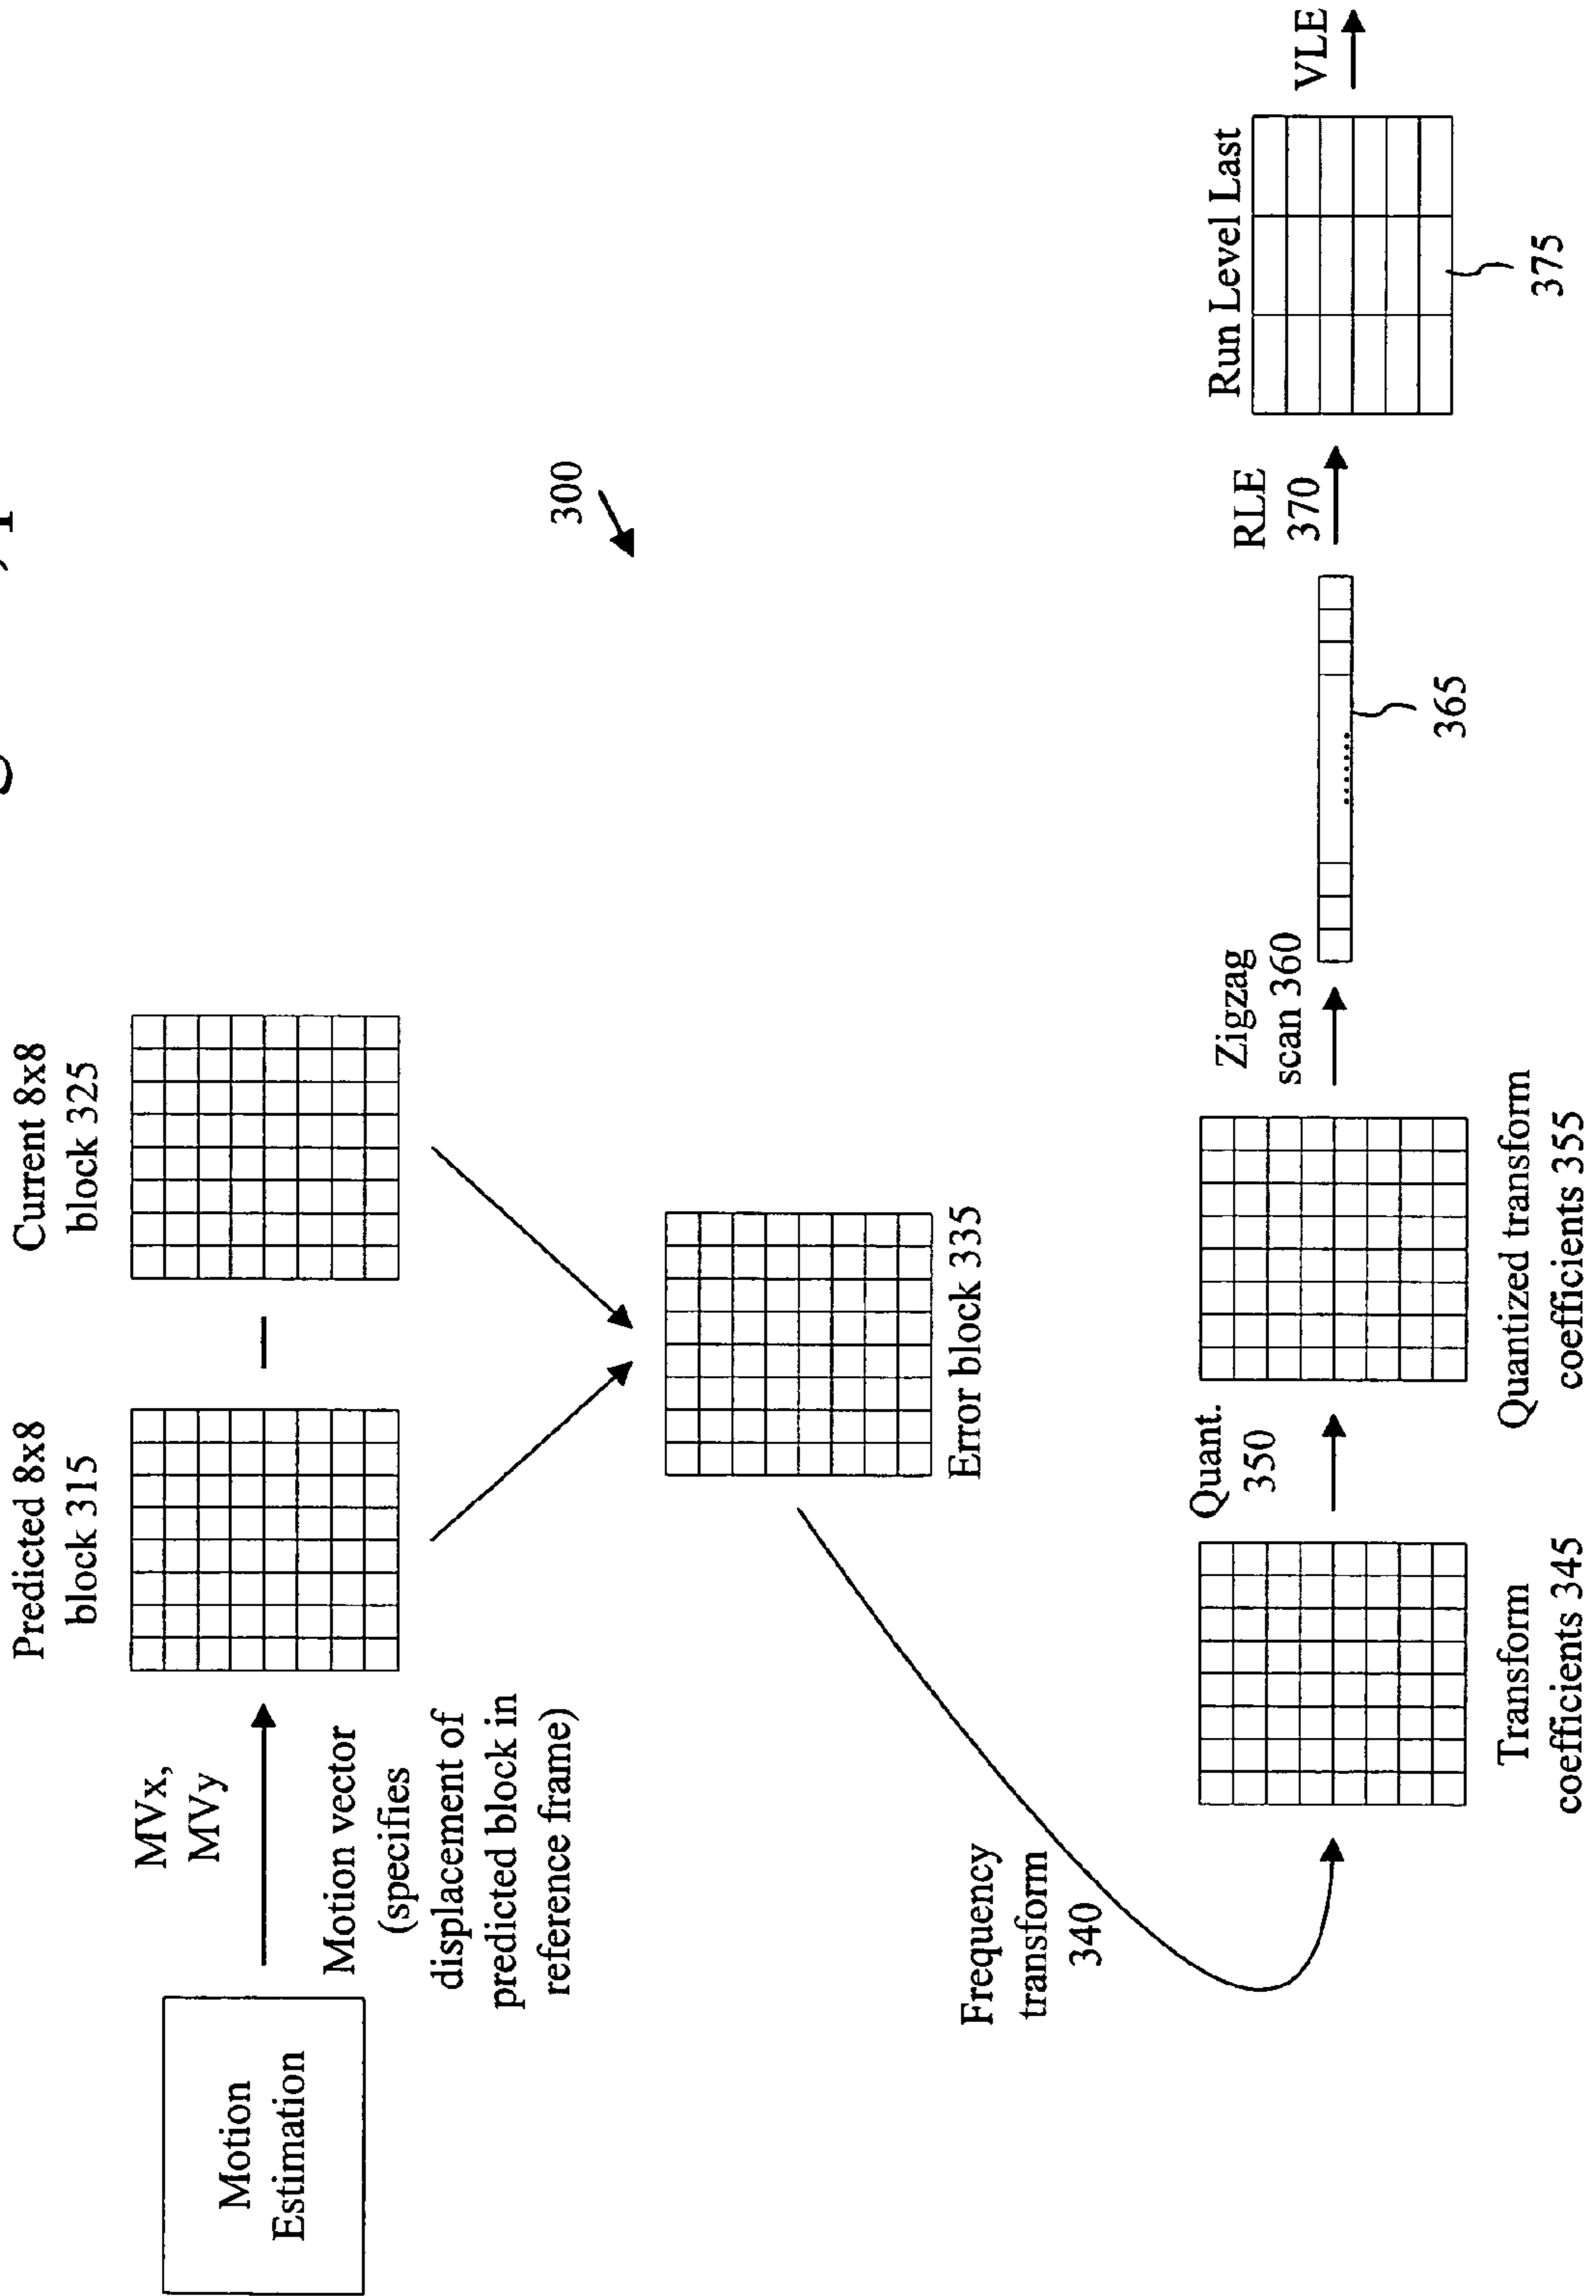 Motion
Estimation
MVx,
MVy
Motion vector
(specifies
displacement of
predicted block in
reference frame)
Predicted 8x8
block 315
Current 8x8
block 325
300
Error block 335
Frequency
transform
340
Transform
coefficients 345
Quant.
350
Quantized transform
coefficients 355
Zigzag
scan 360
365
RLE
370
Run Level Last
375
VLE